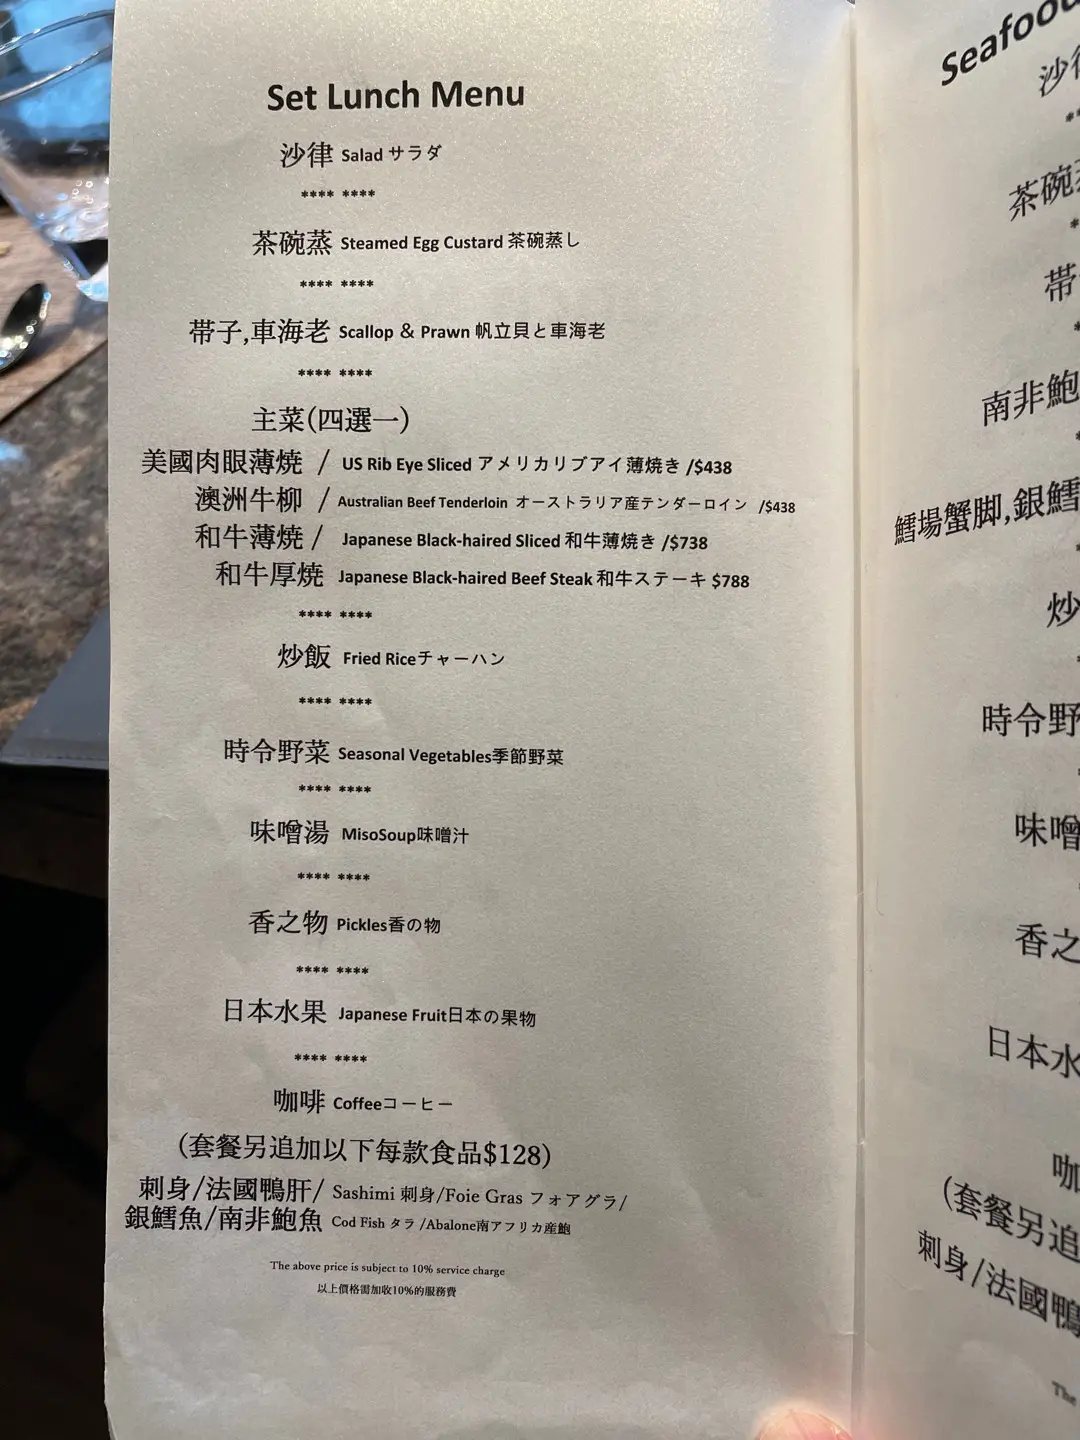 Set Lunch Menu
沙律 Salad サラダ
**** ****
茶碗蒸 Steamed Egg Custard 茶碗蒸し
**** ****
帯子,車海老 Scallop & Prawn 帆立貝と車海老
**** ****
主菜(四選一)
美國肉眼薄燒 / US Rib Eye Sliced アメリカリブアイ薄焼き /$438
澳洲牛柳 / Australian Beef Tenderloin オーストラリア産テンダーロイン /$438
和牛薄燒 / Japanese Black-haired Sliced 和牛薄焼き /$738
和牛厚燒 Japanese Black-haired Beef Steak 和牛ステーキ $788
**** ****
炒飯 Fried Riceチャーハン
**** ****
時令野菜 Seasonal Vegetables季節野菜
**** ****
味噌湯 MisoSoup味噌汁
**** ****
香之物 Pickles香の物
**** ****
日本水果 Japanese Fruit日本の果物
**** ****
咖啡 Coffeeコーヒー
(套餐另追加以下每款食品$128)
刺身/法國鴨肝/ Sashimi 刺身/Foie Gras フォアグラ/
銀鱈魚/南非鮑魚 Cod Fish タラ /Abalone南アフリカ産鮑
The above price is subject to 10% service charge
以上價格需加收10%的服務費
Seafood
沙律
茶碗蒸
帯
南非鮑
鱈場蟹脚,銀鱈
炒
時令野
味噌
香之
日本水
咖
(套餐另追
刺身/法國鴨
The